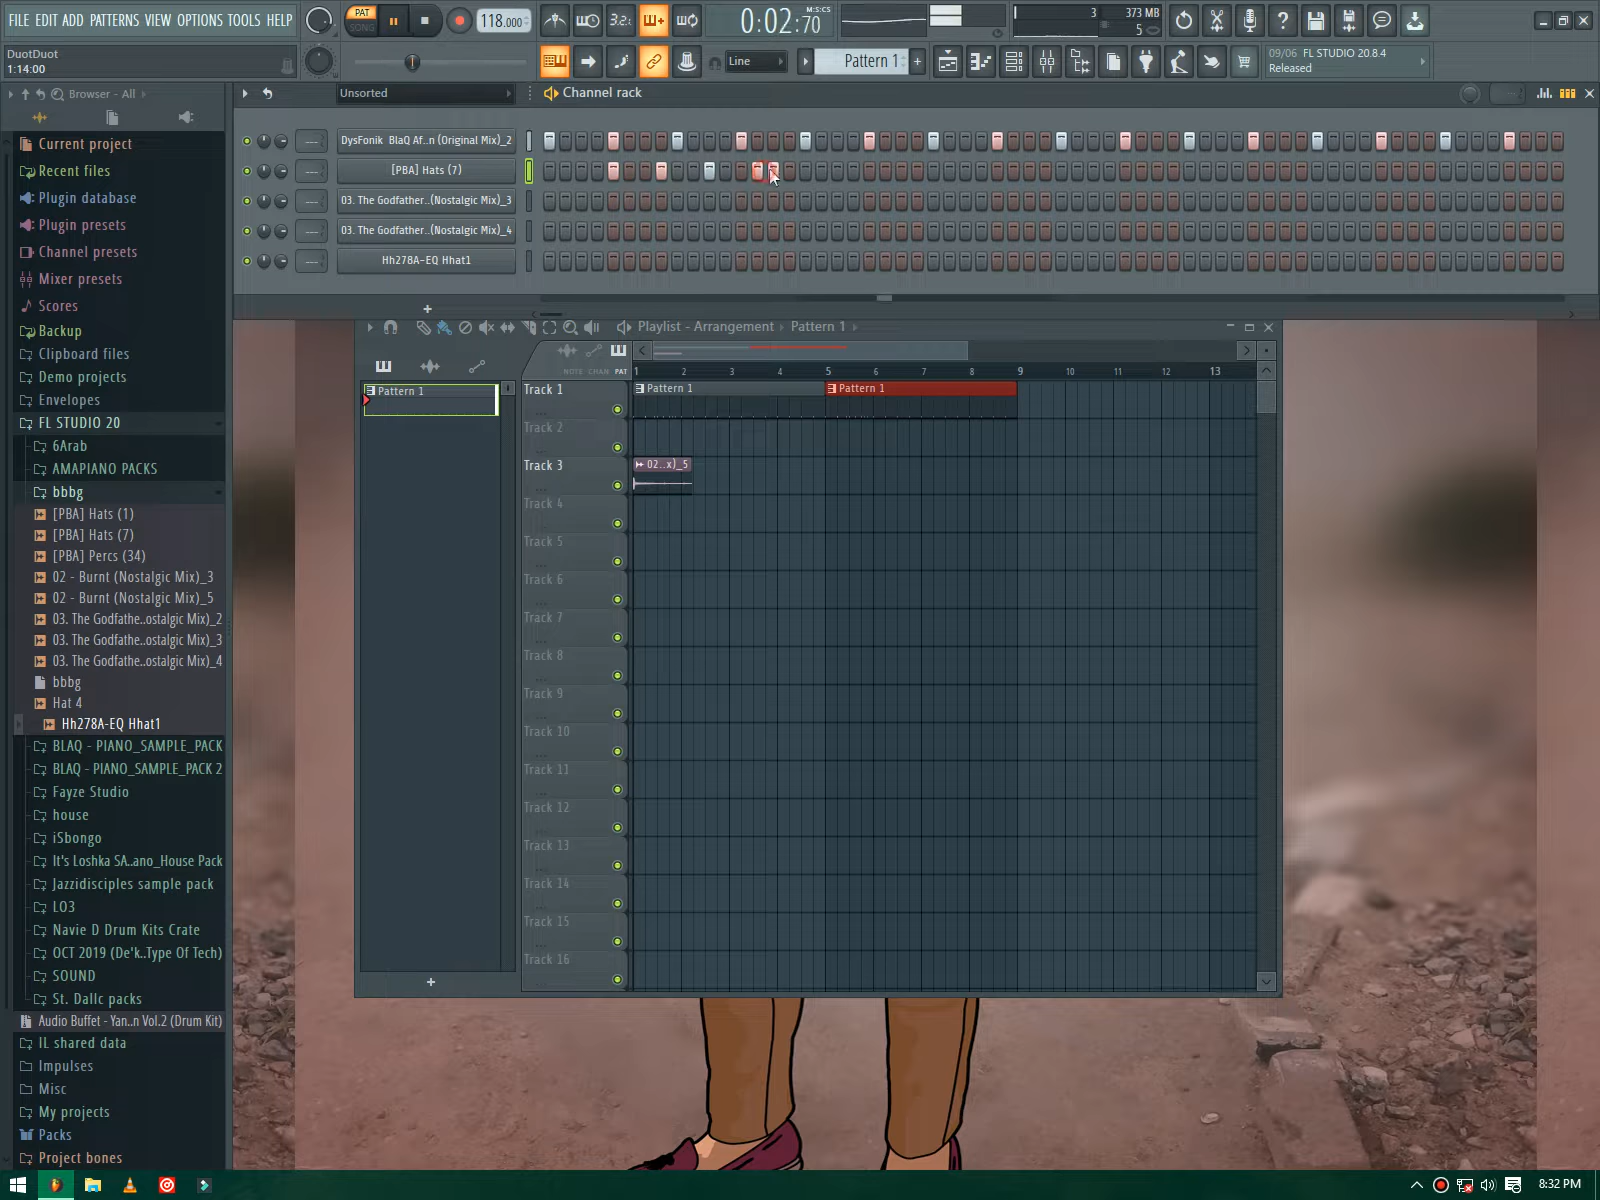 FILE EDIT ADD PATTERNS VIEW OPTIONS TOOLS HELP
PAT
SONG
118.000
3.2.
0:02:70
M:S:CS
3
373 MB
5
DuotDuot
1:14:00
Line
Pattern 1
+
09/06 FL STUDIO 20.8.4
Released
Browser - All
Unsorted
Channel rack
DysFonik BlaQ Af..n (Original Mix)_2
[PBA] Hats (7)
03. The Godfather..(Nostalgic Mix)_3
03. The Godfather..(Nostalgic Mix)_4
Hh278A-EQ Hhat1
+
Current project
Recent files
Plugin database
Plugin presets
Channel presets
Mixer presets
Scores
Backup
Clipboard files
Demo projects
Envelopes
FL STUDIO 20
6Arab
AMAPIANO PACKS
bbbg
[PBA] Hats (1)
[PBA] Hats (7)
[PBA] Percs (34)
02 - Burnt (Nostalgic Mix)_3
02 - Burnt (Nostalgic Mix)_5
03. The Godfathe..ostalgic Mix)_2
03. The Godfathe..ostalgic Mix)_3
03. The Godfathe..ostalgic Mix)_4
bbbg
Hat 4
Hh278A-EQ Hhat1
BLAQ - PIANO_SAMPLE_PACK
BLAQ - PIANO_SAMPLE_PACK 2
Fayze Studio
house
iSbongo
It's Loshka SA..ano_House Pack
Jazzidisciples sample pack
LO3
Navie D Drum Kits Crate
OCT 2019 (De'k..Type Of Tech)
SOUND
St. Dallc packs
Audio Buffet - Yan..n Vol.2 (Drum Kit)
IL shared data
Impulses
Misc
My projects
Packs
Project bones
Playlist - Arrangement › Pattern 1
NOTE CHAN PAT
1 2 3 4 5 6 7 8 9 10 11 12 13
Pattern 1
+
Track 1
Pattern 1
Pattern 1
Track 2
Track 3
02..x)_5
Track 4
Track 5
Track 6
Track 7
Track 8
Track 9
Track 10
Track 11
Track 12
Track 13
Track 14
Track 15
Track 16
8:32 PM